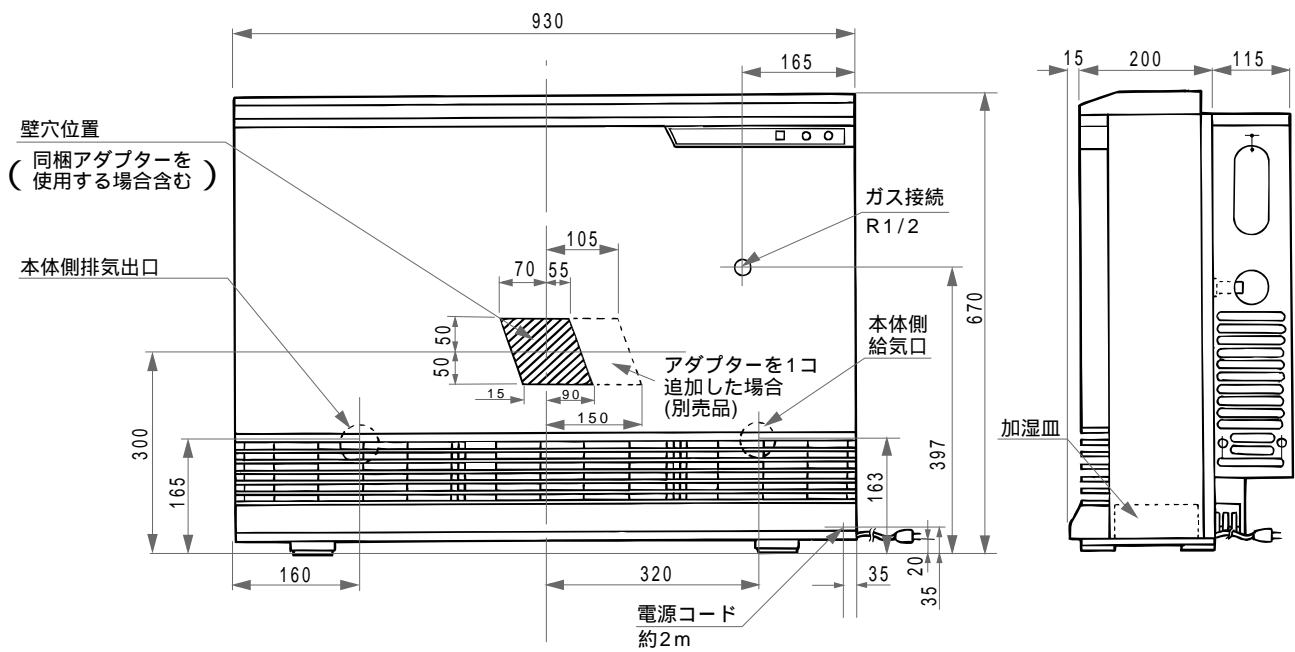 930
165
15
200
115
壁穴位置
(同梱アダプターを
使用する場合含む)
ガス接続
R1/2
105
70
55
本体側排気出口
670
50
50
本体側
給気口
アダプターを1コ
追加した場合
(別売品)
15
90
150
300
165
163
397
加湿皿
160
320
35
20
35
電源コード
約2m